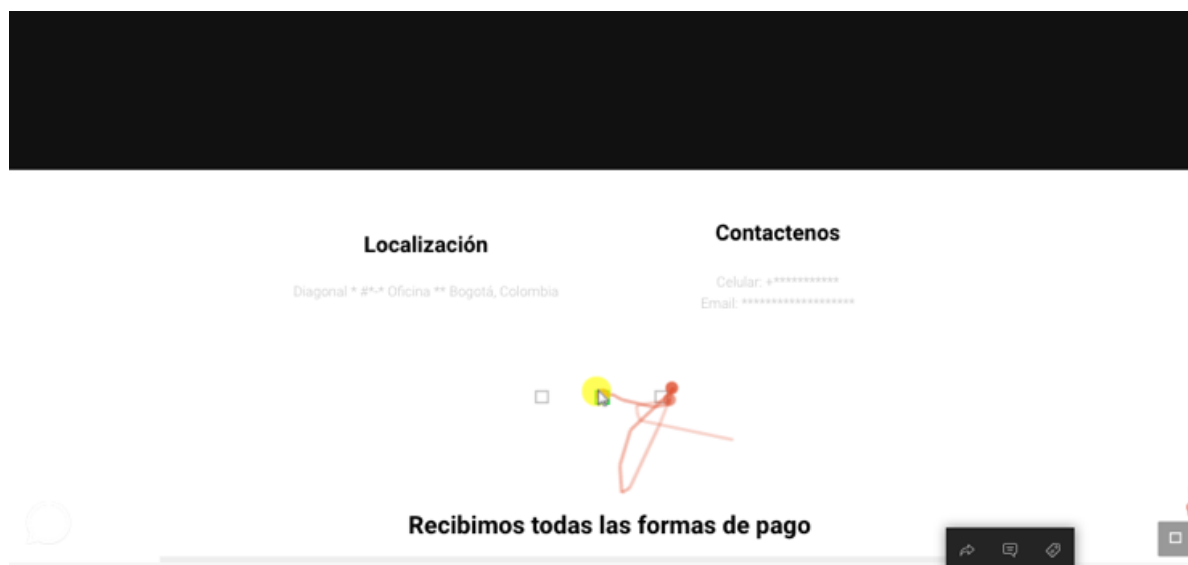 Localización
Diagonal * #*-* Oficina ** Bogotá, Colombia
Contactenos
Celular: +***********
Email: *******************
Recibimos todas las formas de pago